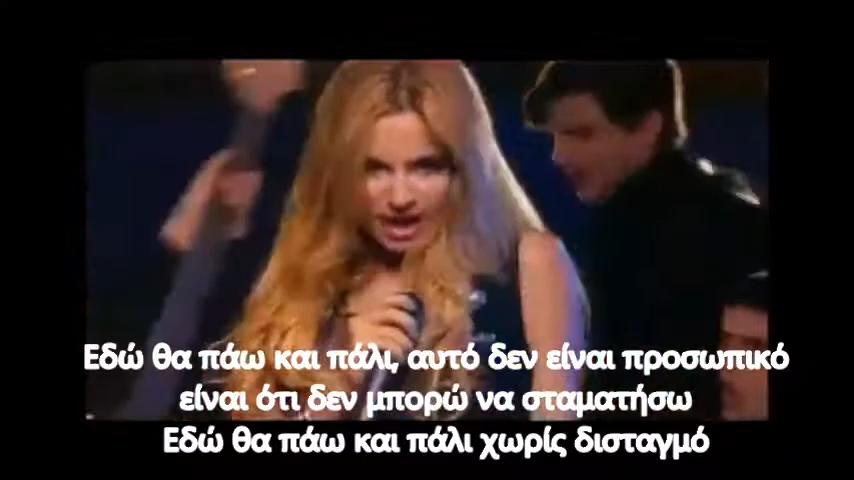 Εδώ θα πάω και πάλι, αυτό δεν είναι προσωπικό
είναι ότι δεν μπορώ να σταματήσω
Εδώ θα πάω και πάλι χωρίς δισταγμό